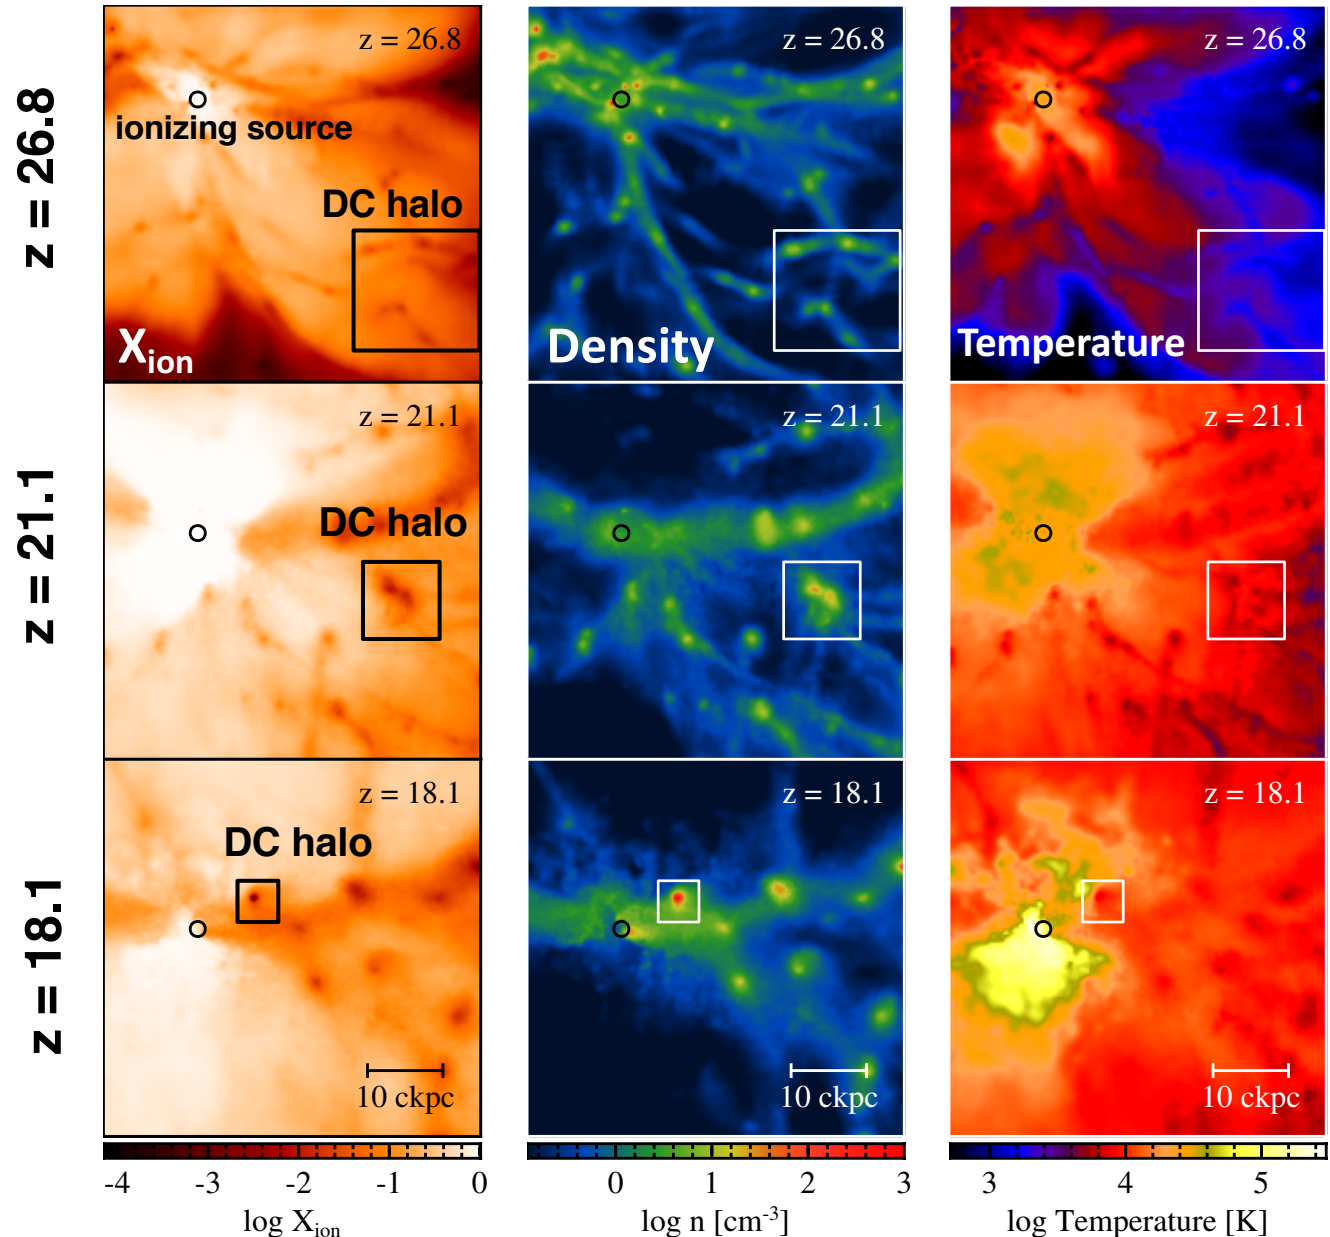 z = 26.8
z = 26.8
z = 26.8
z = 26.8
ionizing source
DC halo
X_ion
Density
Temperature
z = 21.1
z = 21.1
z = 21.1
z = 21.1
DC halo
z = 18.1
z = 18.1
z = 18.1
z = 18.1
DC halo
10 ckpc
10 ckpc
10 ckpc
-4 -3 -2 -1 0
log X_ion
0 1 2 3
log n [cm⁻³]
3 4 5
log Temperature [K]